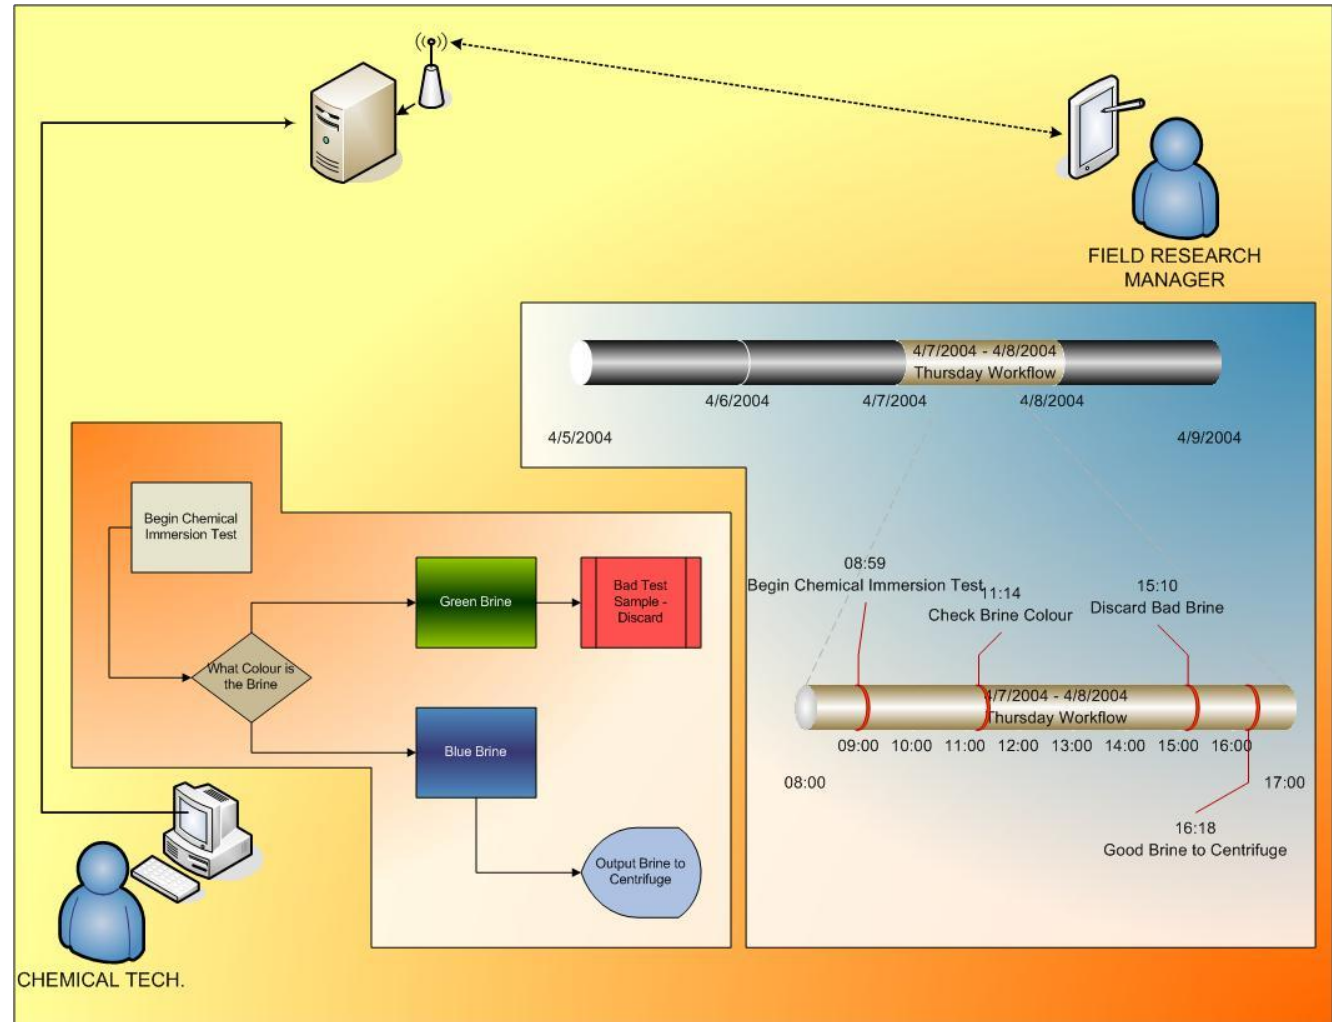 FIELD RESEARCH
MANAGER
4/7/2004 - 4/8/2004
Thursday Workflow
4/6/2004
4/7/2004
4/8/2004
4/5/2004
4/9/2004
Begin Chemical
Immersion Test
Green Brine
Bad Test
Sample -
Discard
What Colour is
the Brine
Blue Brine
Output Brine to
Centrifuge
08:59
Begin Chemical Immersion Test
11:14
Check Brine Colour
15:10
Discard Bad Brine
4/7/2004 - 4/8/2004
Thursday Workflow
09:00
10:00
11:00
12:00
13:00
14:00
15:00
16:00
08:00
17:00
16:18
Good Brine to Centrifuge
CHEMICAL TECH.